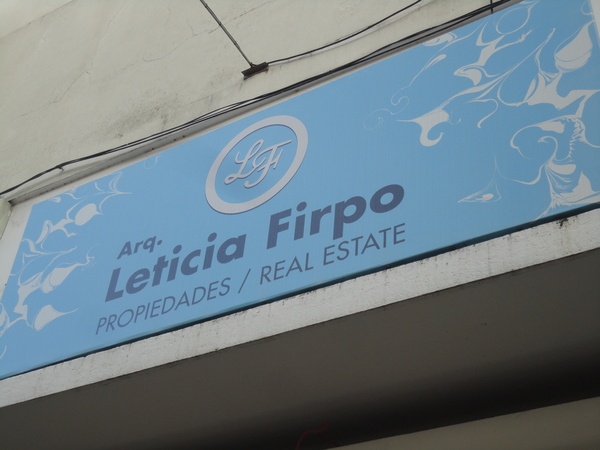 LF
Arq.
Leticia Firpo
PROPIEDADES / REAL ESTATE